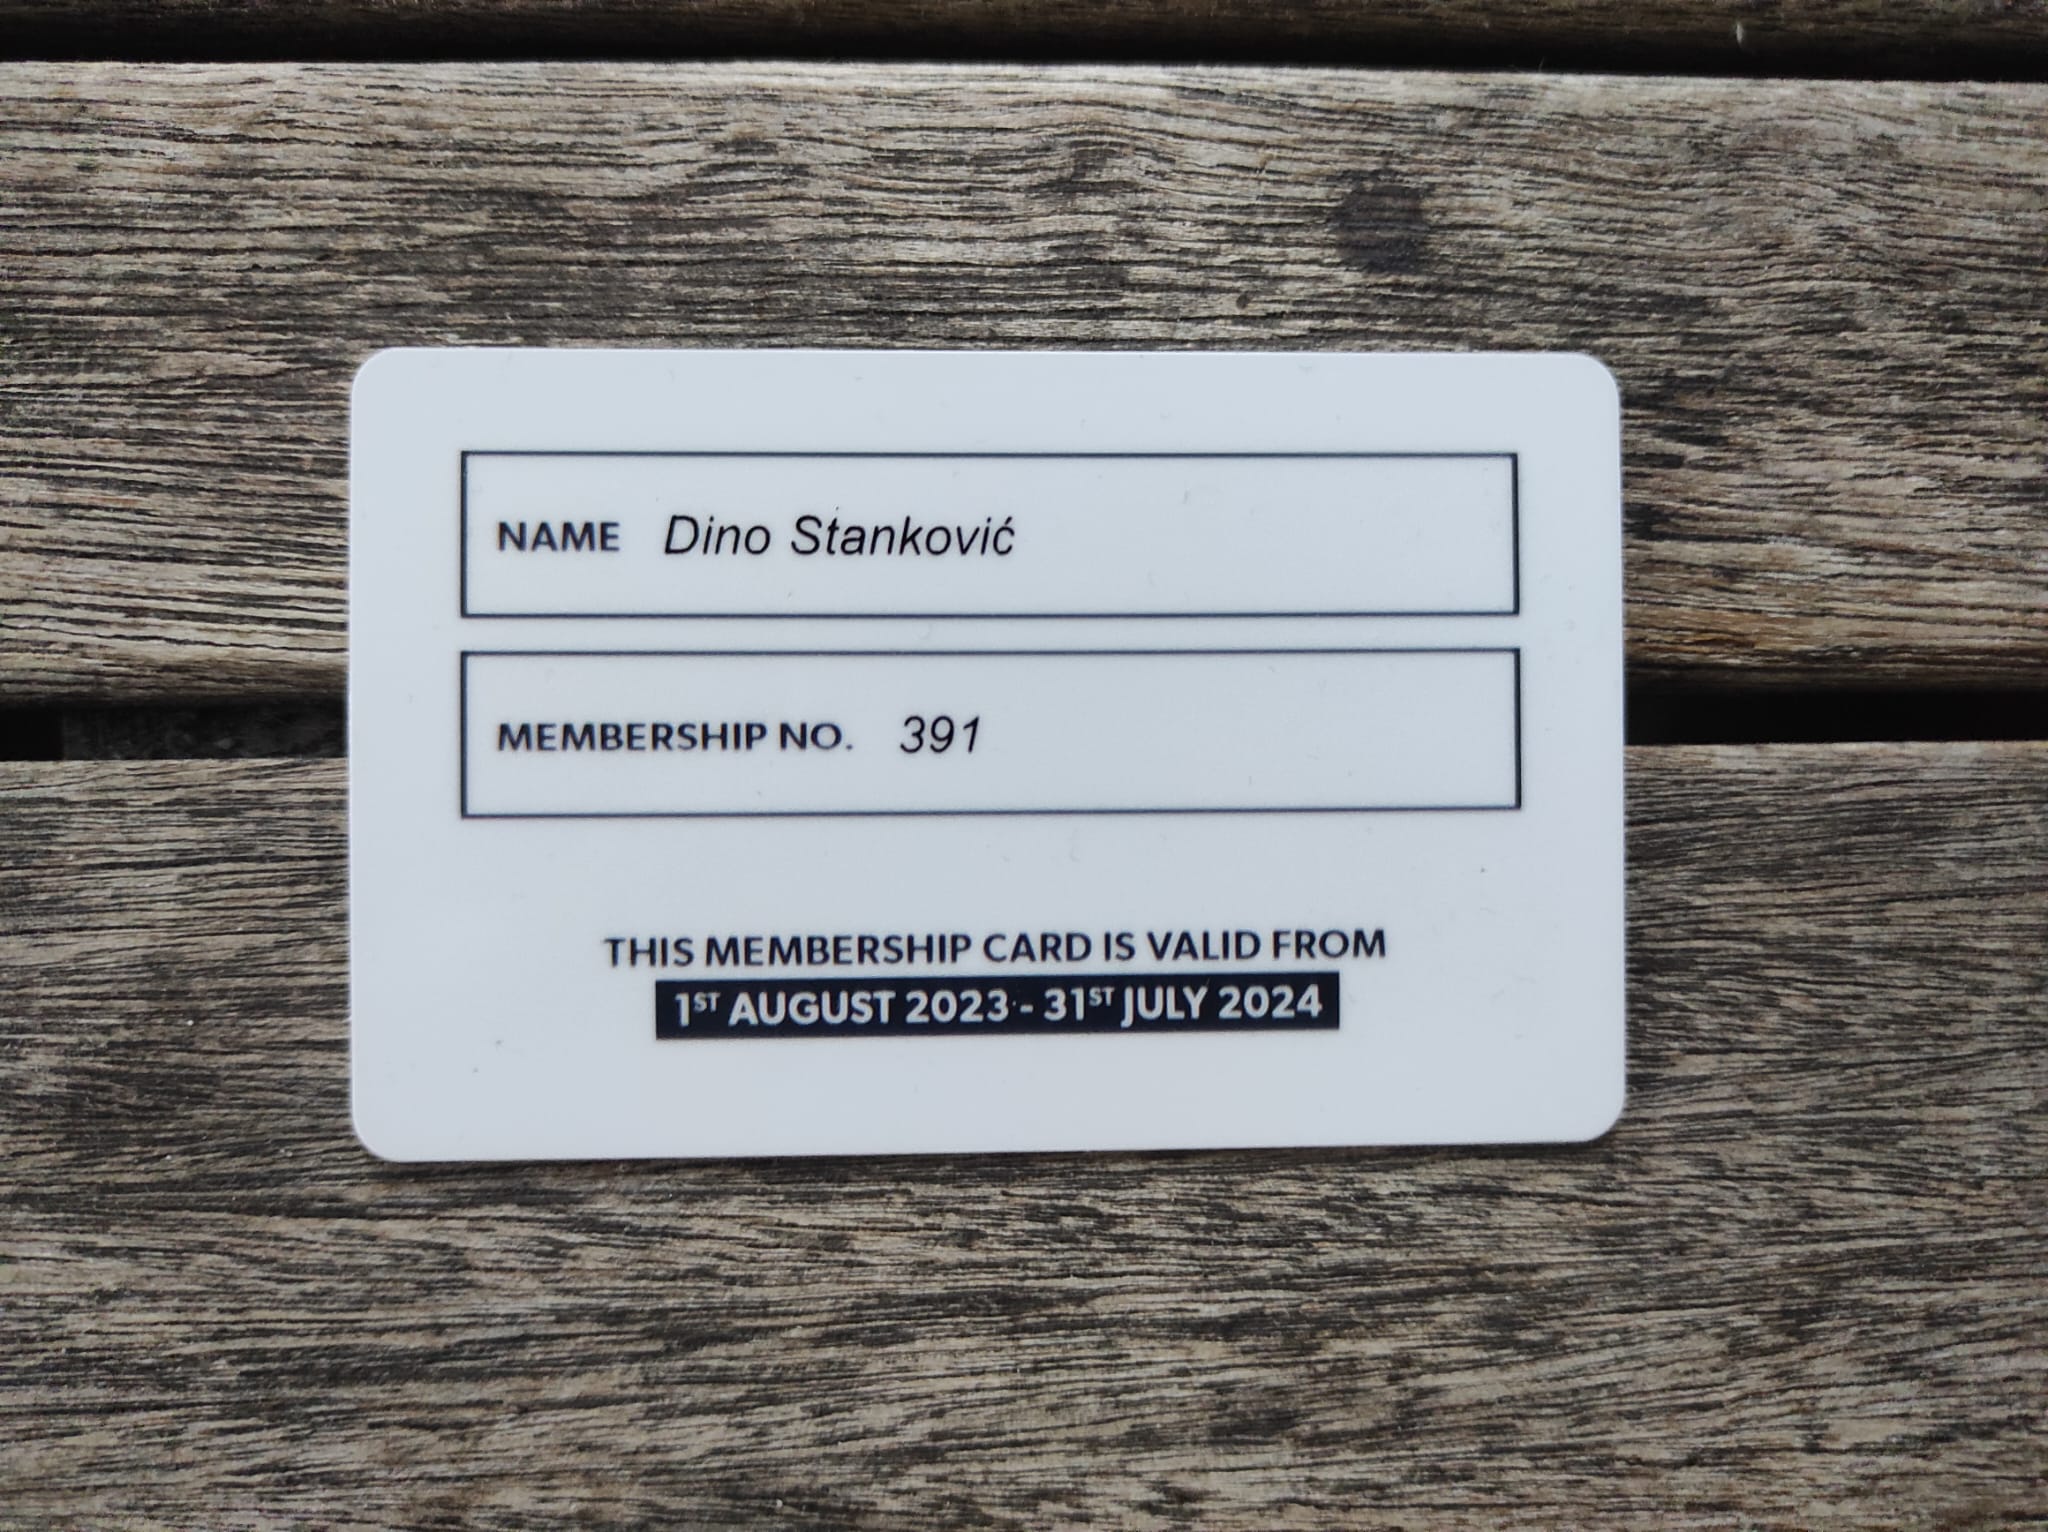 NAME Dino Stanković
MEMBERSHIP NO. 391
THIS MEMBERSHIP CARD IS VALID FROM
1ST AUGUST 2023 - 31ST JULY 2024